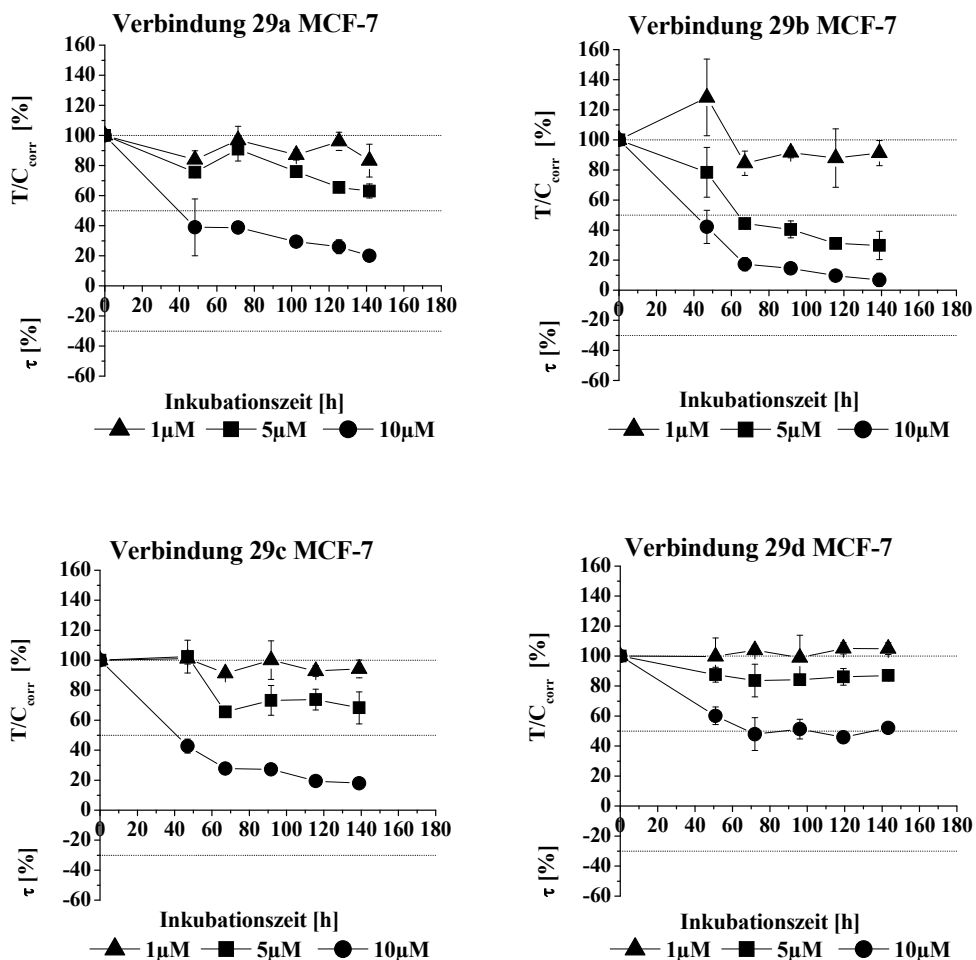 Verbindung 29a MCF-7
160
140
120
100
80
60
40
20
0
-20
-40
-60
T/C_corr [%]
τ [%]
0 20 40 60 80 100 120 140 160 180
Inkubationszeit [h]
1µM 5µM 10µM
Verbindung 29b MCF-7
160
140
120
100
80
60
40
20
0
-20
-40
-60
T/C_corr [%]
τ [%]
0 20 40 60 80 100 120 140 160 180
Inkubationszeit [h]
1µM 5µM 10µM
Verbindung 29c MCF-7
160
140
120
100
80
60
40
20
0
-20
-40
-60
T/C_corr [%]
τ [%]
0 20 40 60 80 100 120 140 160 180
Inkubationszeit [h]
1µM 5µM 10µM
Verbindung 29d MCF-7
160
140
120
100
80
60
40
20
0
-20
-40
-60
T/C_corr [%]
τ [%]
0 20 40 60 80 100 120 140 160 180
Inkubationszeit [h]
1µM 5µM 10µM